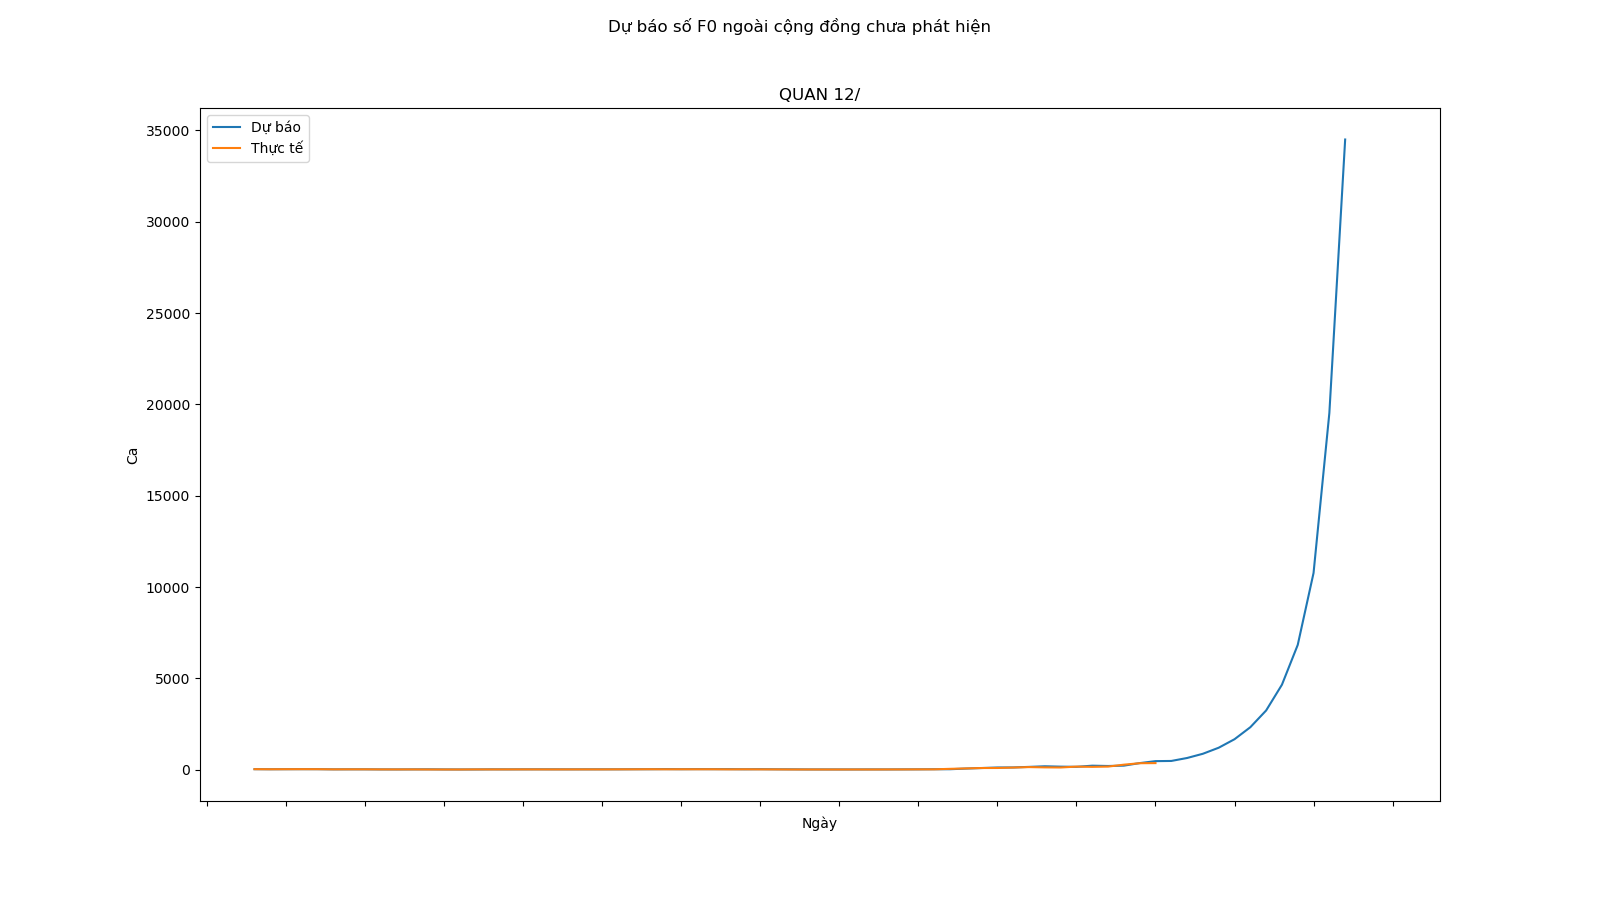 Dự báo số F0 ngoài cộng đồng chưa phát hiện
QUAN 12/
Dự báo
Thực tế
35000
30000
25000
20000
15000
10000
5000
0
Ca
Ngày